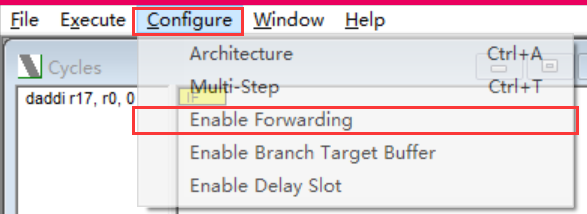 File Execute Configure Window Help
Cycles
Architecture Ctrl+A
daddi r17, r0, 0 IF Multi-Step Ctrl+T
Enable Forwarding
Enable Branch Target Buffer
Enable Delay Slot